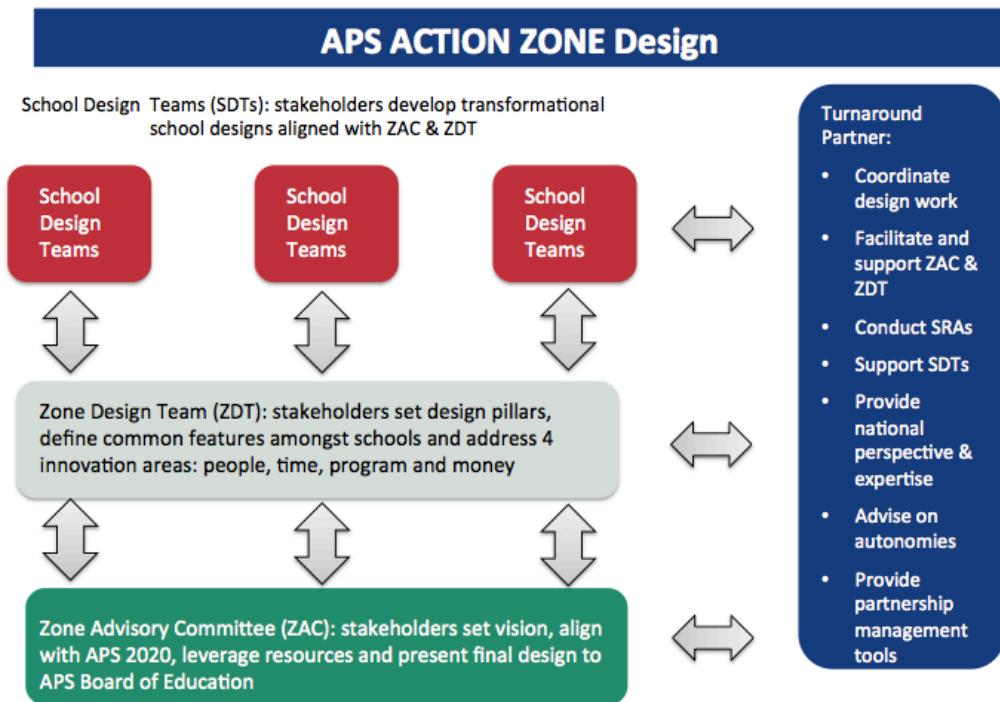 APS ACTION ZONE Design
School Design Teams (SDTs): stakeholders develop transformational
school designs aligned with ZAC & ZDT
School
Design
Teams
School
Design
Teams
School
Design
Teams
Zone Design Team (ZDT): stakeholders set design pillars,
define common features amongst schools and address 4
innovation areas: people, time, program and money
Zone Advisory Committee (ZAC): stakeholders set vision, align
with APS 2020, leverage resources and present final design to
APS Board of Education
Turnaround
Partner:
• Coordinate
design work
• Facilitate and
support ZAC &
ZDT
• Conduct SRAs
• Support SDTs
• Provide
national
perspective &
expertise
• Advise on
autonomies
• Provide
partnership
management
tools